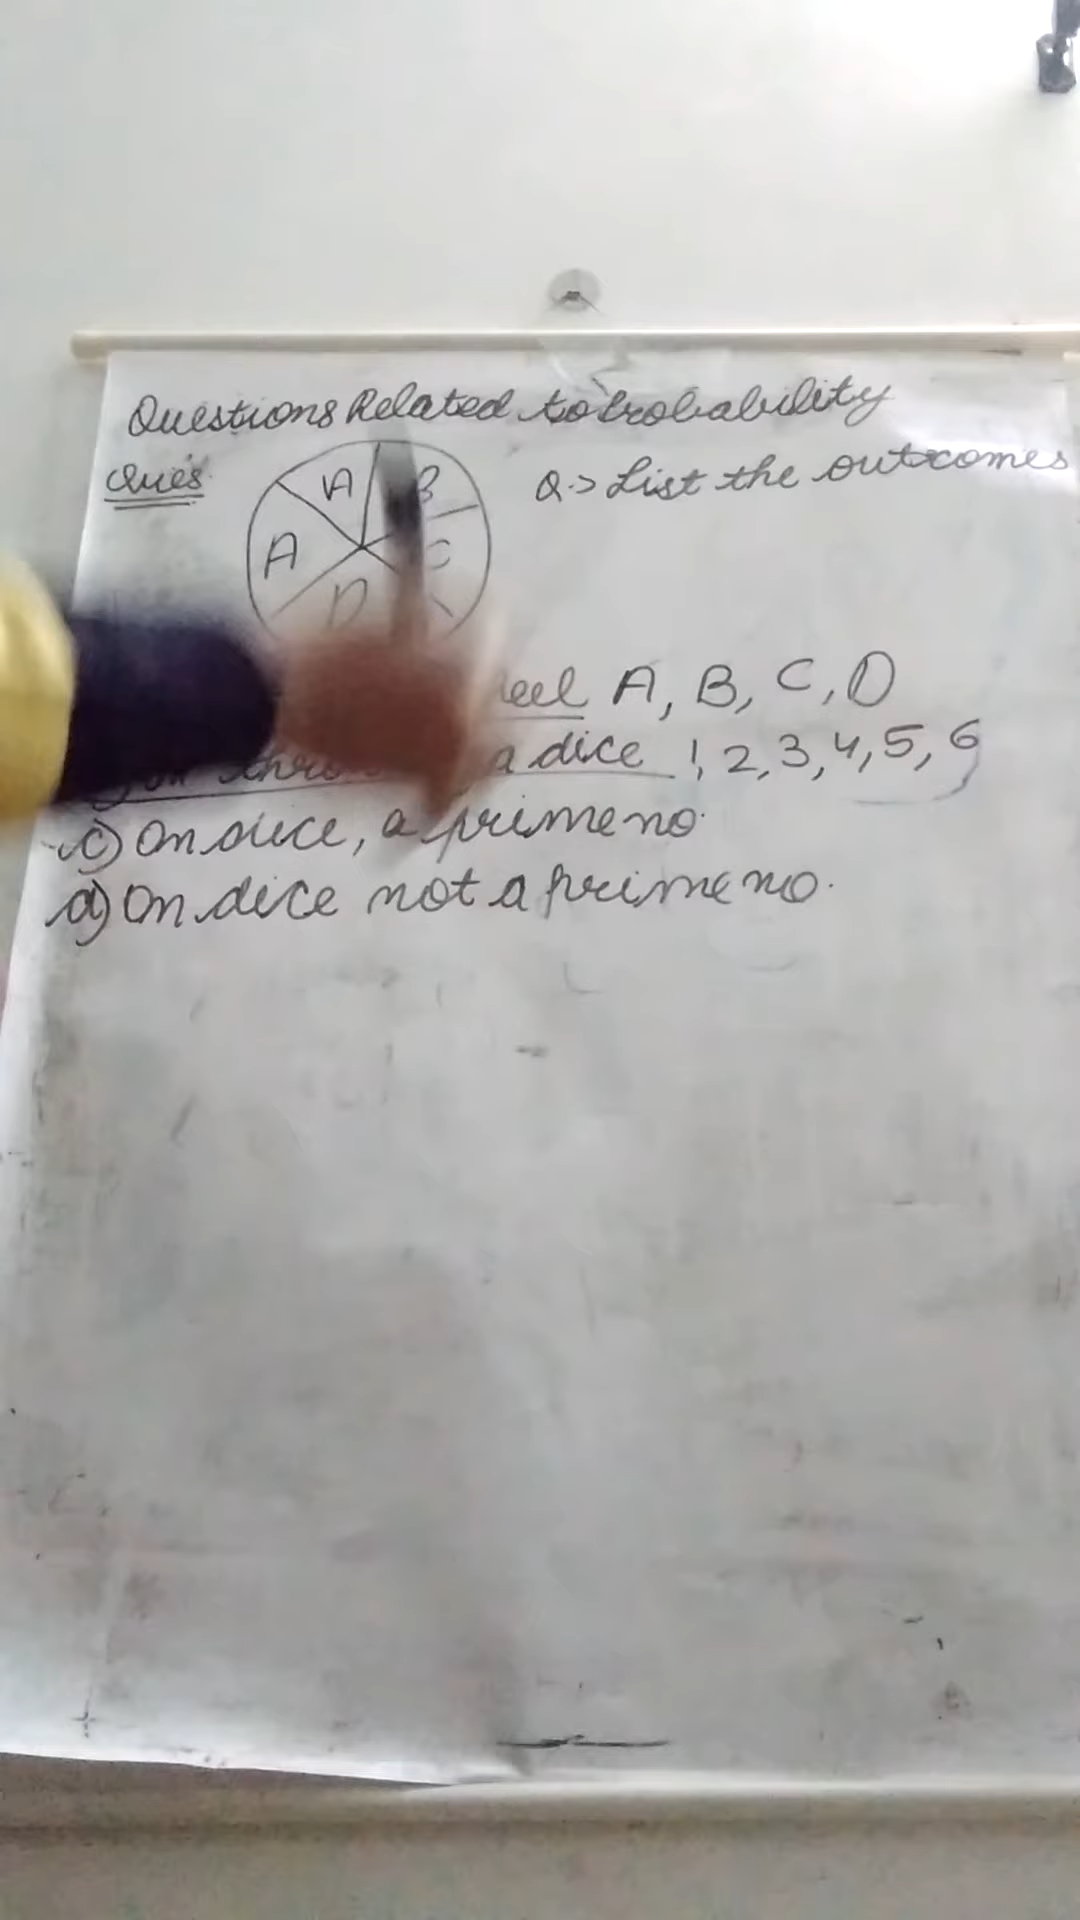 Questions Related to Probability
Ques.
Q.> List the outcomes
A B
A C
D
A, B, C, D
a dice 1, 2, 3, 4, 5, 6
c) On dice, a prime no.
d) On dice not a prime no.